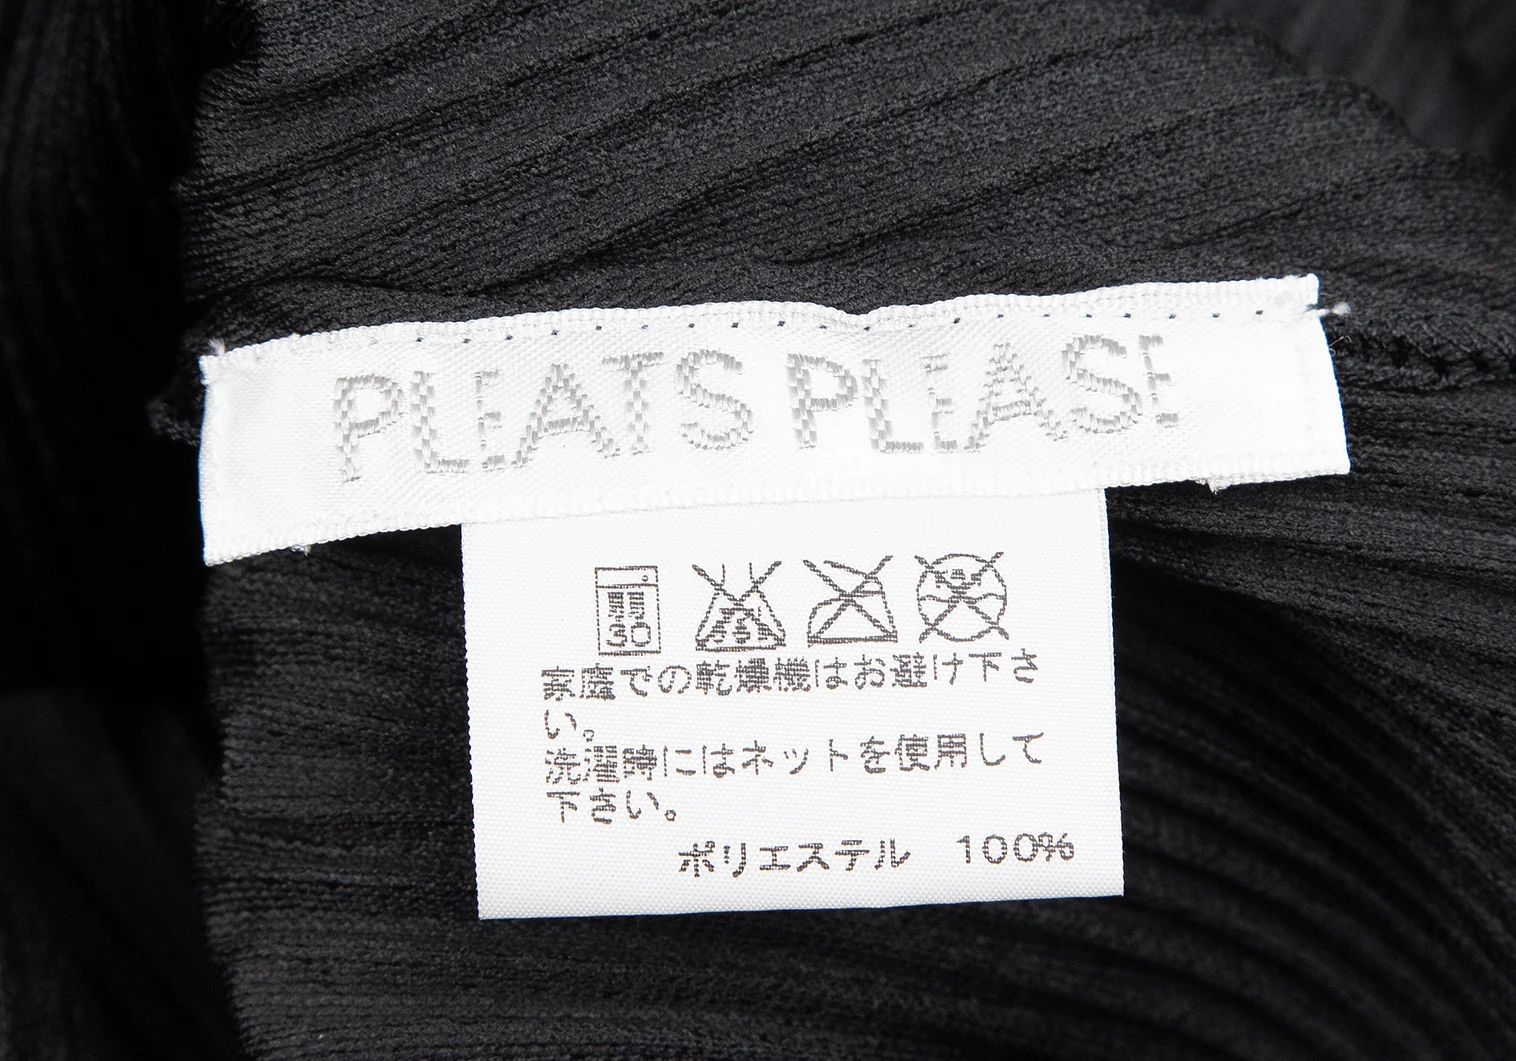 PLEATS PLEASE
弱
30
家庭での乾燥機はお避け下さ
い。
洗濯時にはネットを使用して
下さい。
ポリエステル 100%